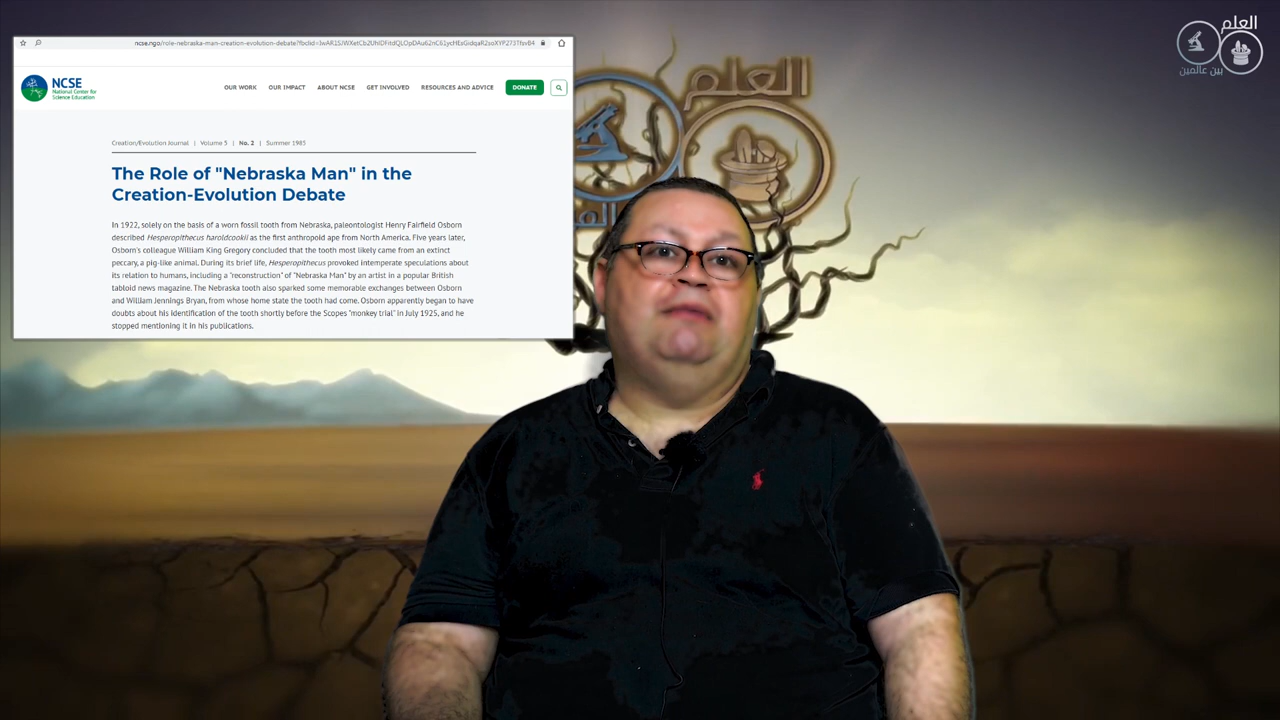 NCSE
National Center for
Science Education
OUR WORK
OUR IMPACT
ABOUT NCSE
GET INVOLVED
RESOURCES AND ADVICE
DONATE
Creation/Evolution Journal | Volume 5 | No. 2 | Summer 1985
The Role of "Nebraska Man" in the
Creation-Evolution Debate
In 1922, solely on the basis of a worn fossil tooth from Nebraska, paleontologist Henry Fairfield Osborn
described Hesperopithecus haroldcookii as the first anthropoid ape from North America. Five years later,
Osborn's colleague William King Gregory concluded that the tooth most likely came from an extinct
peccary, a pig-like animal. During its brief life, Hesperopithecus provoked intemperate speculations about
its relation to humans, including a "reconstruction" of "Nebraska Man" by an artist in a popular British
tabloid news magazine. The Nebraska tooth also sparked some memorable exchanges between Osborn
and William Jennings Bryan, from whose home state the tooth had come. Osborn apparently began to have
doubts about his identification of the tooth shortly before the Scopes "monkey trial" in July 1925, and he
stopped mentioning it in his publications.
العلم
العلم
بين عالمين